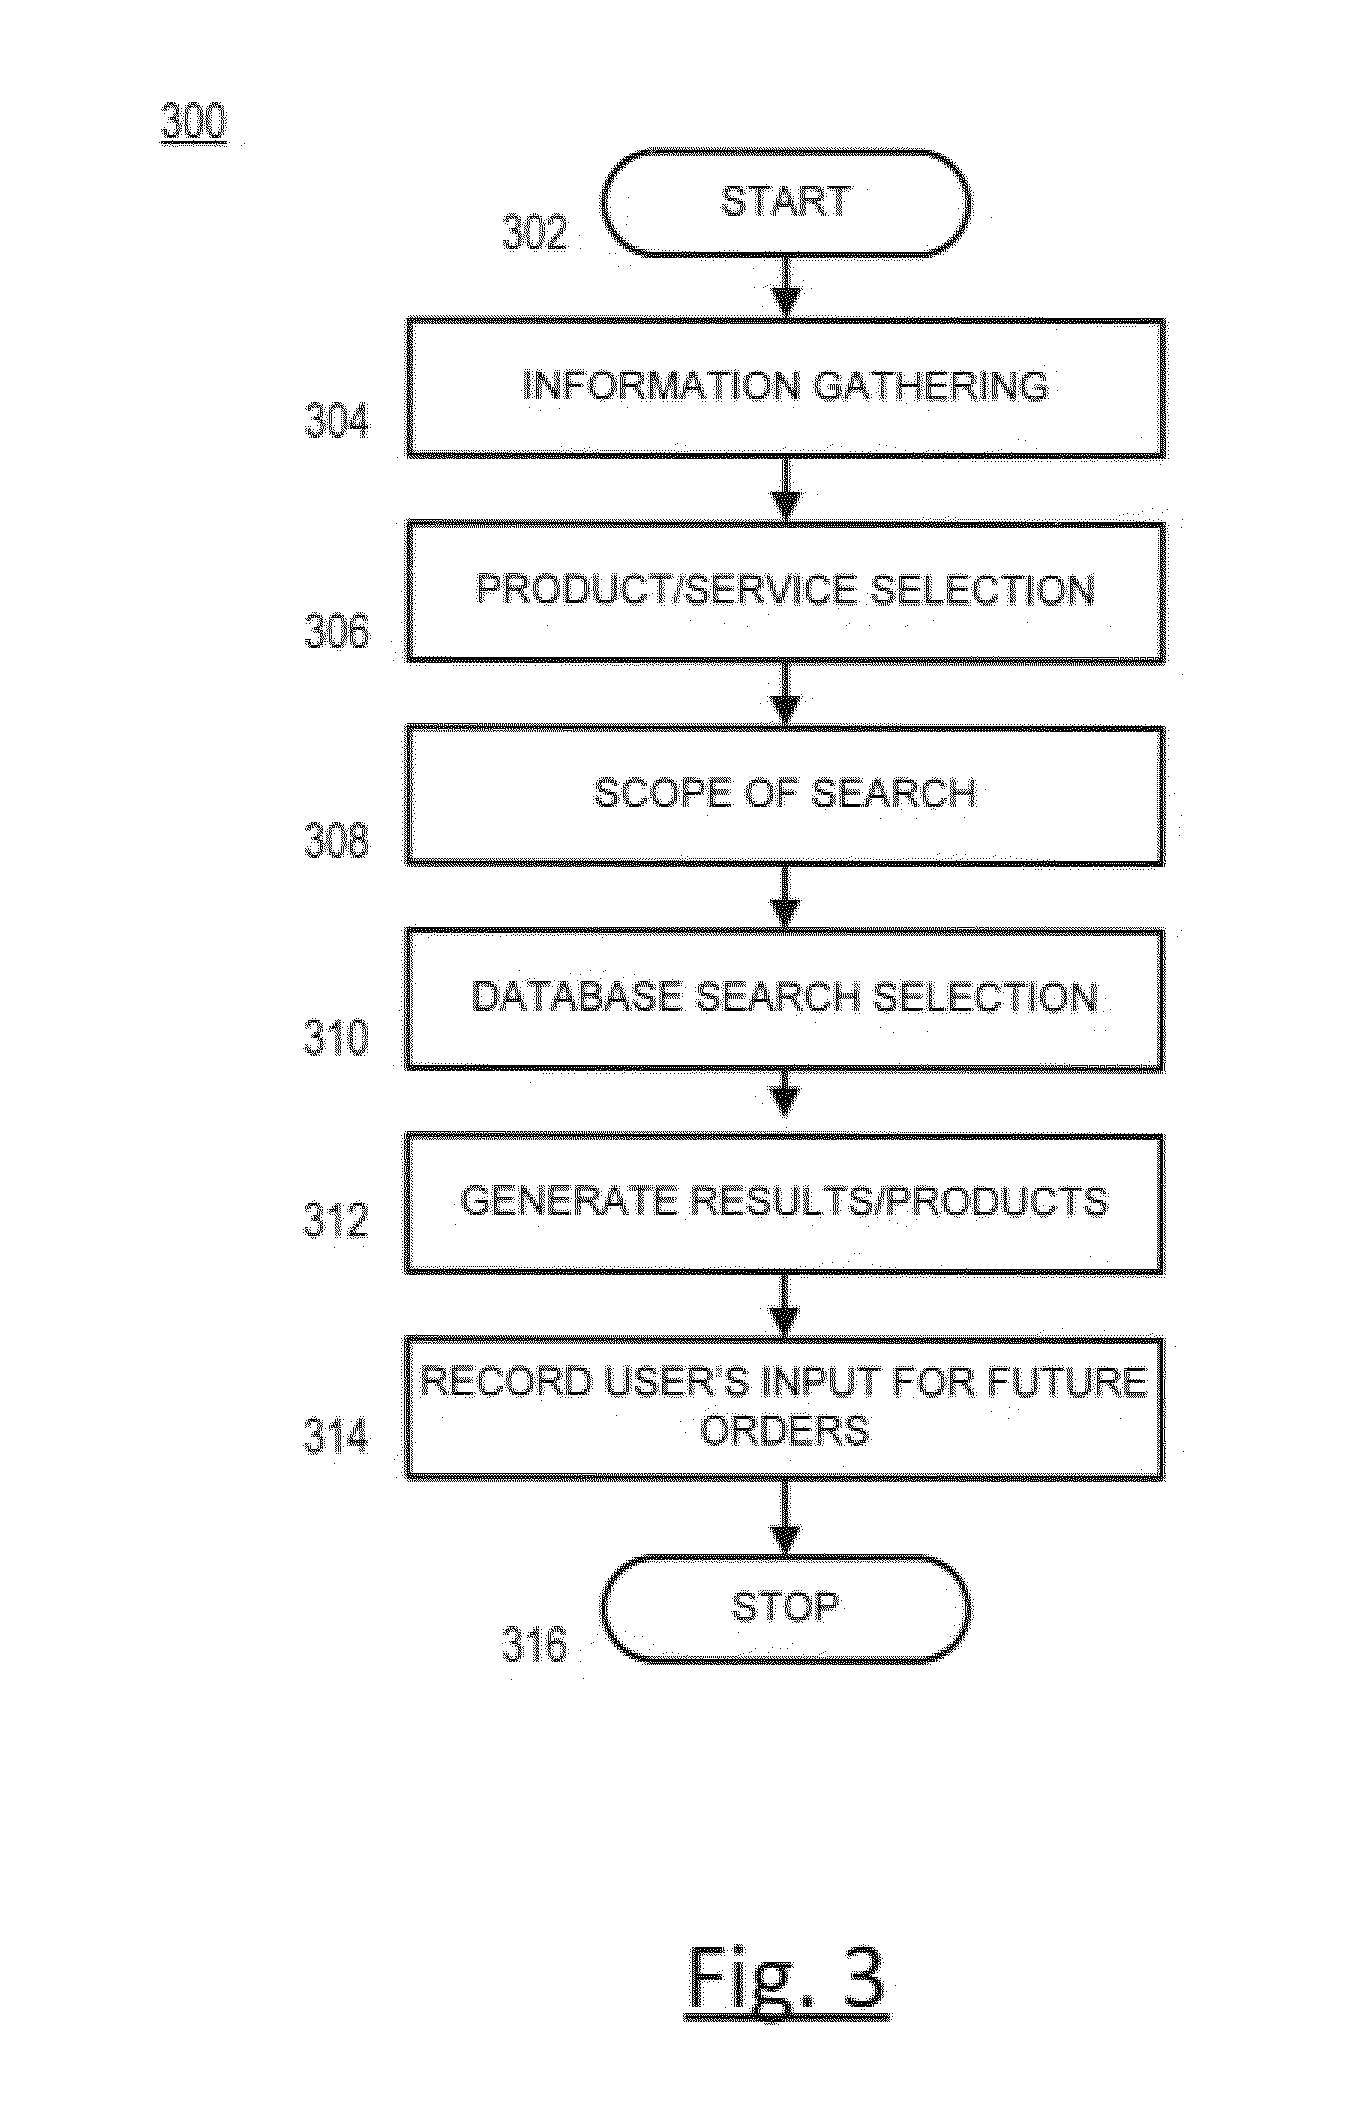 300
START
302
INFORMATION GATHERING
304
PRODUCT/SERVICE SELECTION
306
SCOPE OF SEARCH
308
DATABASE SEARCH SELECTION
310
GENERATE RESULTS/PRODUCTS
312
RECORD USER'S INPUT FOR FUTURE
ORDERS
314
STOP
316
Fig. 3